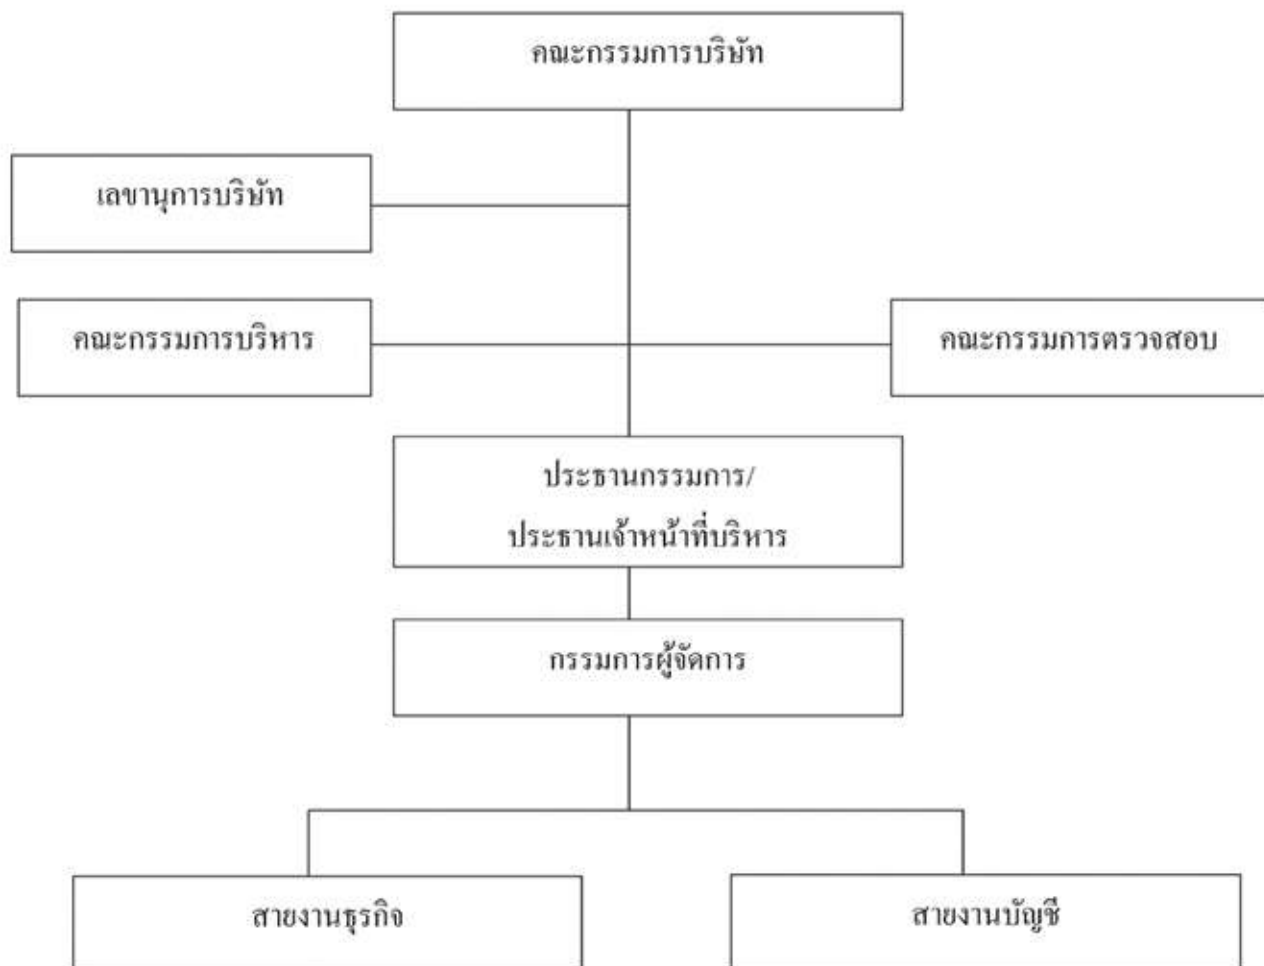 คณะกรรมการบริษัท
เลขานุการบริษัท
คณะกรรมการบริหาร
คณะกรรมการตรวจสอบ
ประธานกรรมการ/
ประธานเจ้าหน้าที่บริหาร
กรรมการผู้จัดการ
สายงานธุรกิจ
สายงานบัญชี